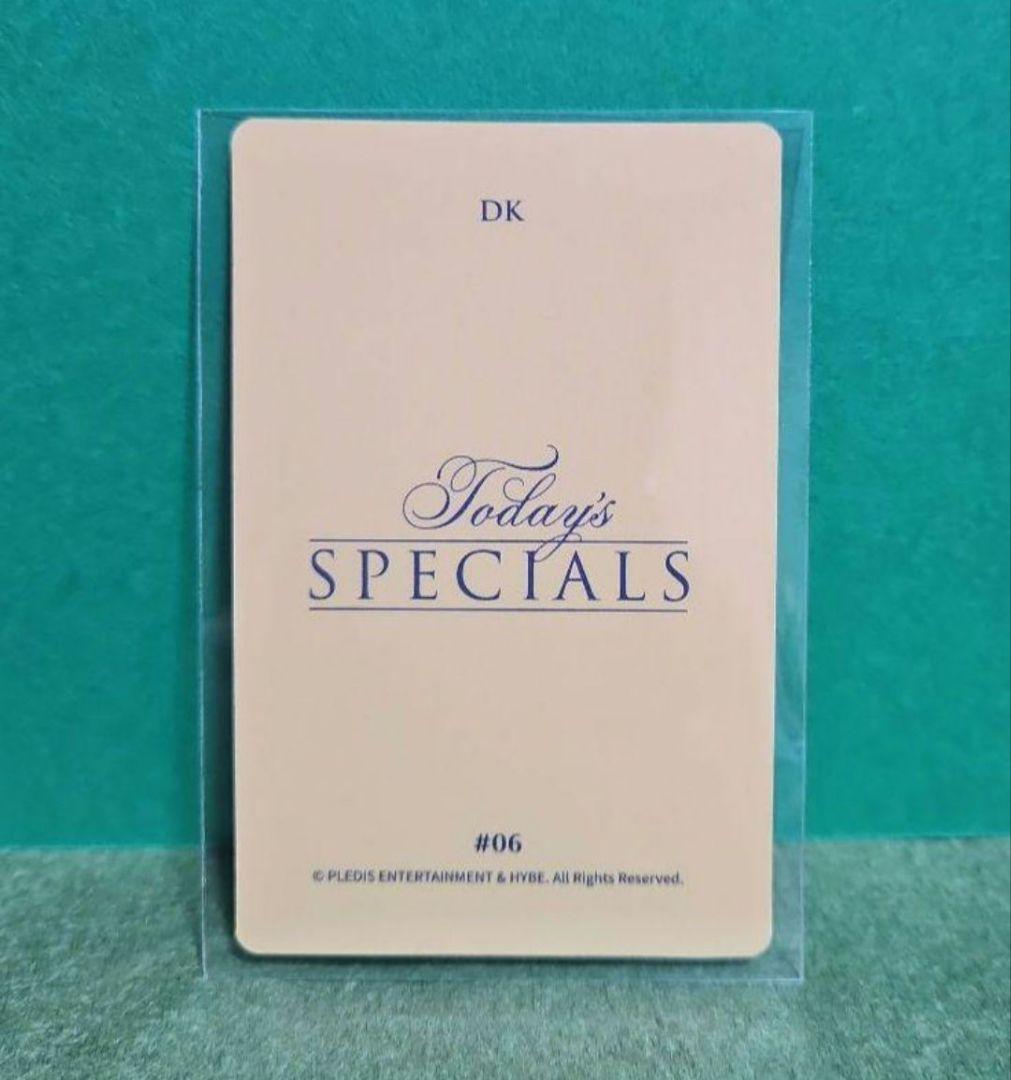 DK
Today's
SPECIALS
#06
© PLEDIS ENTERTAINMENT & HYBE. All Rights Reserved.